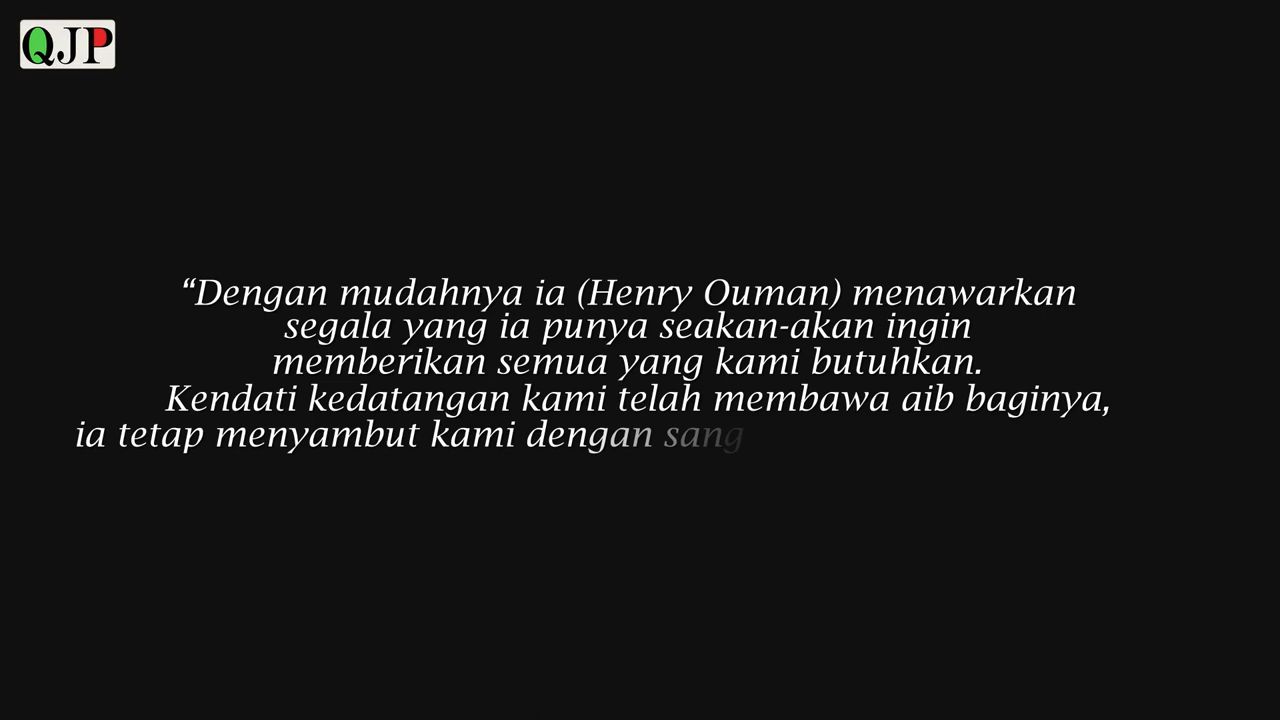 QJP
“Dengan mudahnya ia (Henry Ouman) menawarkan
segala yang ia punya seakan-akan ingin
memberikan semua yang kami butuhkan.
Kendati kedatangan kami telah membawa aib baginya,
ia tetap menyambut kami dengan sang